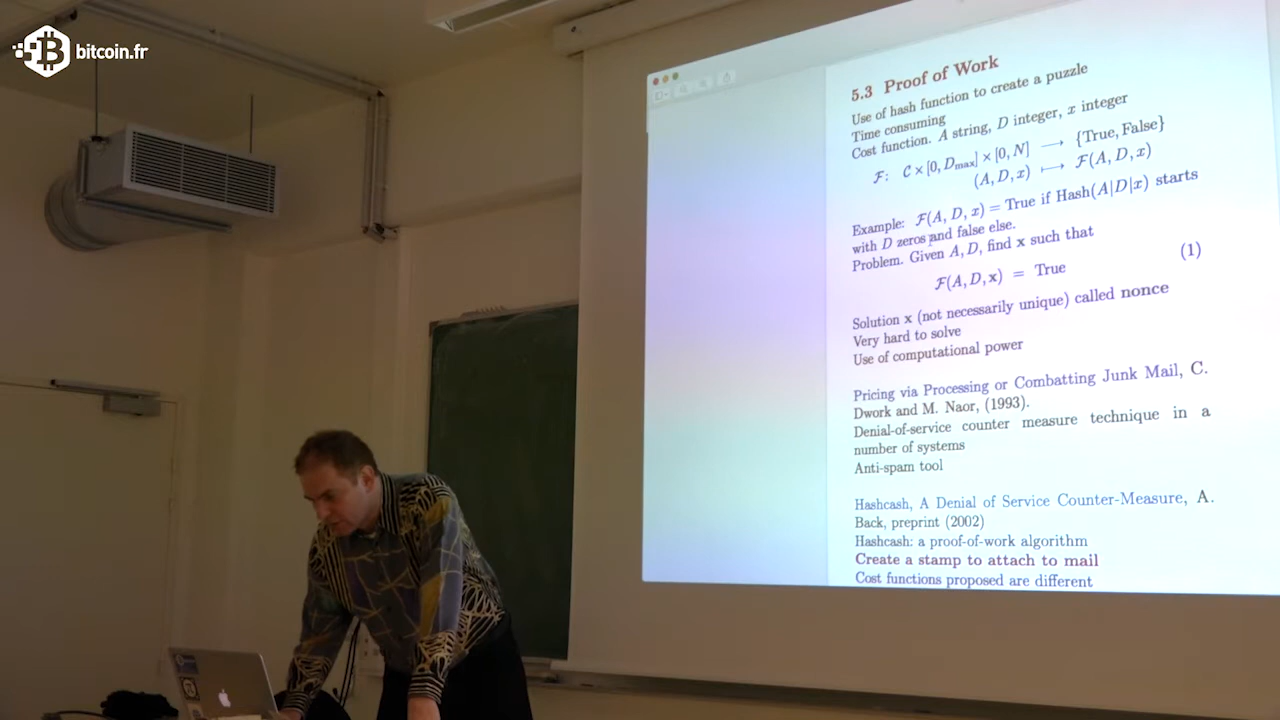 bitcoin.fr
5.3 Proof of Work
Use of hash function to create a puzzle
Time consuming
Cost function. A string, D integer, x integer
F: C × [0, Dmax] × [0, N] ⟶ {True, False}
(A, D, x) ⟼ F(A, D, x)
Example: F(A, D, x) = True if Hash(A|D|x) starts
with D zeros and false else.
Problem. Given A, D, find x such that
F(A, D, x) = True (1)
Solution x (not necessarily unique) called nonce
Very hard to solve
Use of computational power
Pricing via Processing or Combatting Junk Mail, C.
Dwork and M. Naor, (1993).
Denial-of-service counter measure technique in a
number of systems
Anti-spam tool
Hashcash, A Denial of Service Counter-Measure, A.
Back, preprint (2002)
Hashcash: a proof-of-work algorithm
Create a stamp to attach to mail
Cost functions proposed are different